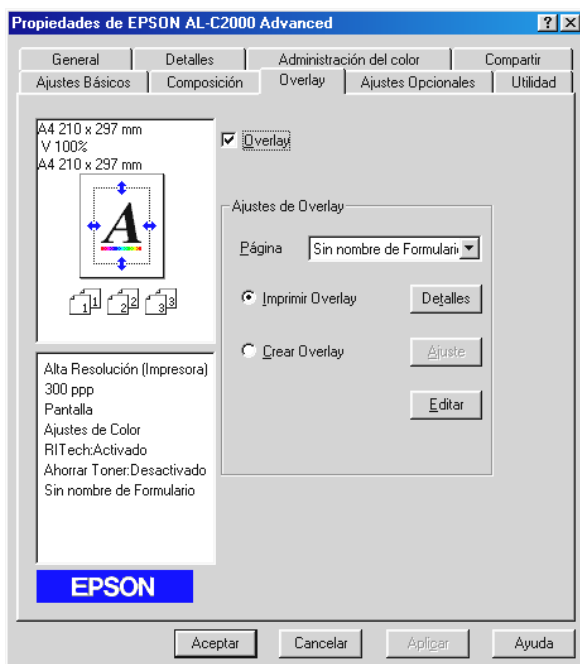 Propiedades de EPSON AL-C2000 Advanced
General Detalles Administración del color Compartir
Ajustes Básicos Composición Overlay Ajustes Opcionales Utilidad
A4 210 x 297 mm
V 100%
A4 210 x 297 mm
A
1 1 2 2 3 3
Overlay
Ajustes de Overlay
Página Sin nombre de Formulari
Imprimir Overlay Detalles
Crear Overlay Ajuste
Editar
Alta Resolución (Impresora)
300 ppp
Pantalla
Ajustes de Color
RITech:Activado
Ahorrar Toner:Desactivado
Sin nombre de Formulario
EPSON
Aceptar Cancelar Aplicar Ayuda